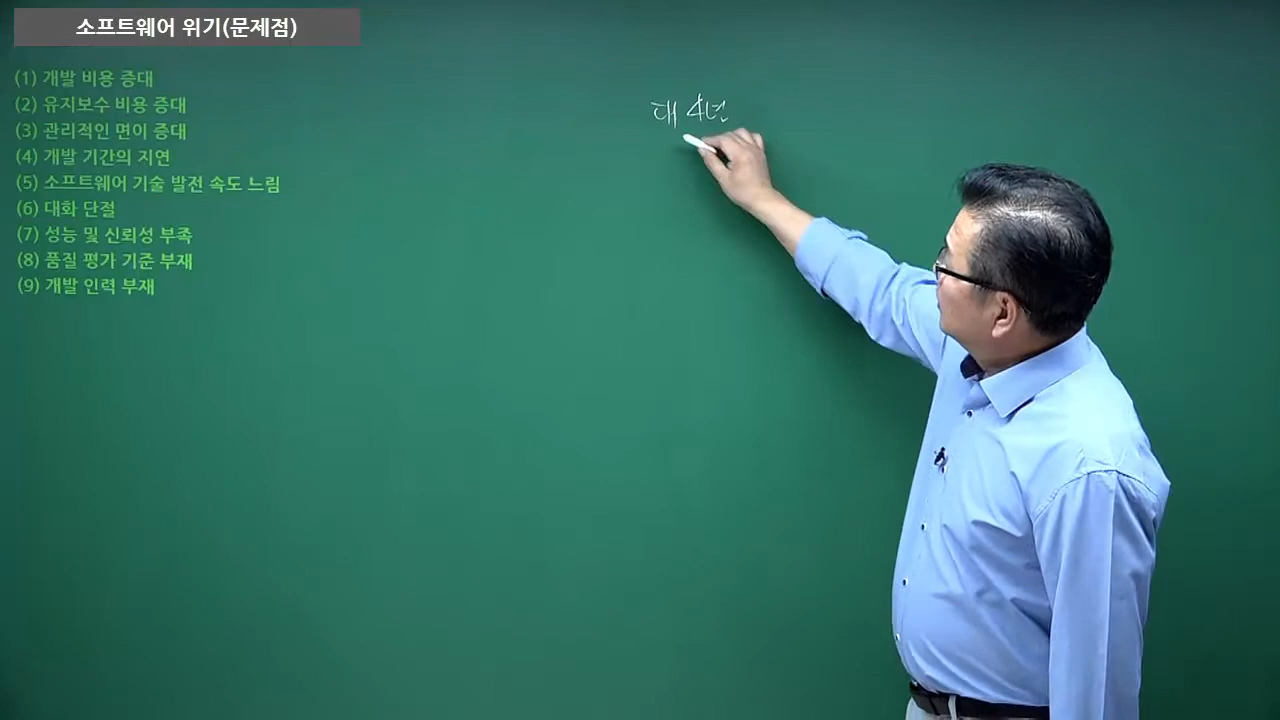 소프트웨어 위기(문제점)
(1) 개발 비용 증대
(2) 유지보수 비용 증대
(3) 관리적인 면이 증대
(4) 개발 기간의 지연
(5) 소프트웨어 기술 발전 속도 느림
(6) 대화 단절
(7) 성능 및 신뢰성 부족
(8) 품질 평가 기준 부재
(9) 개발 인력 부재
대 4년